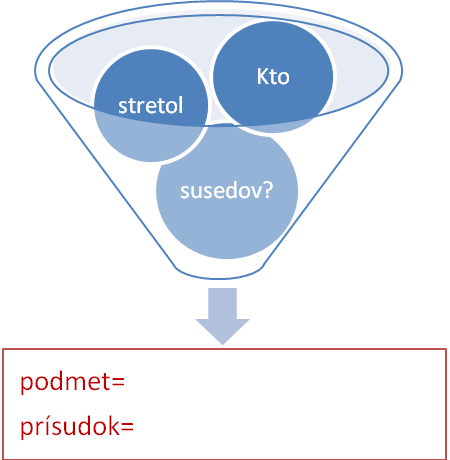 Kto
stretol
susedov?
podmet=
prísudok=